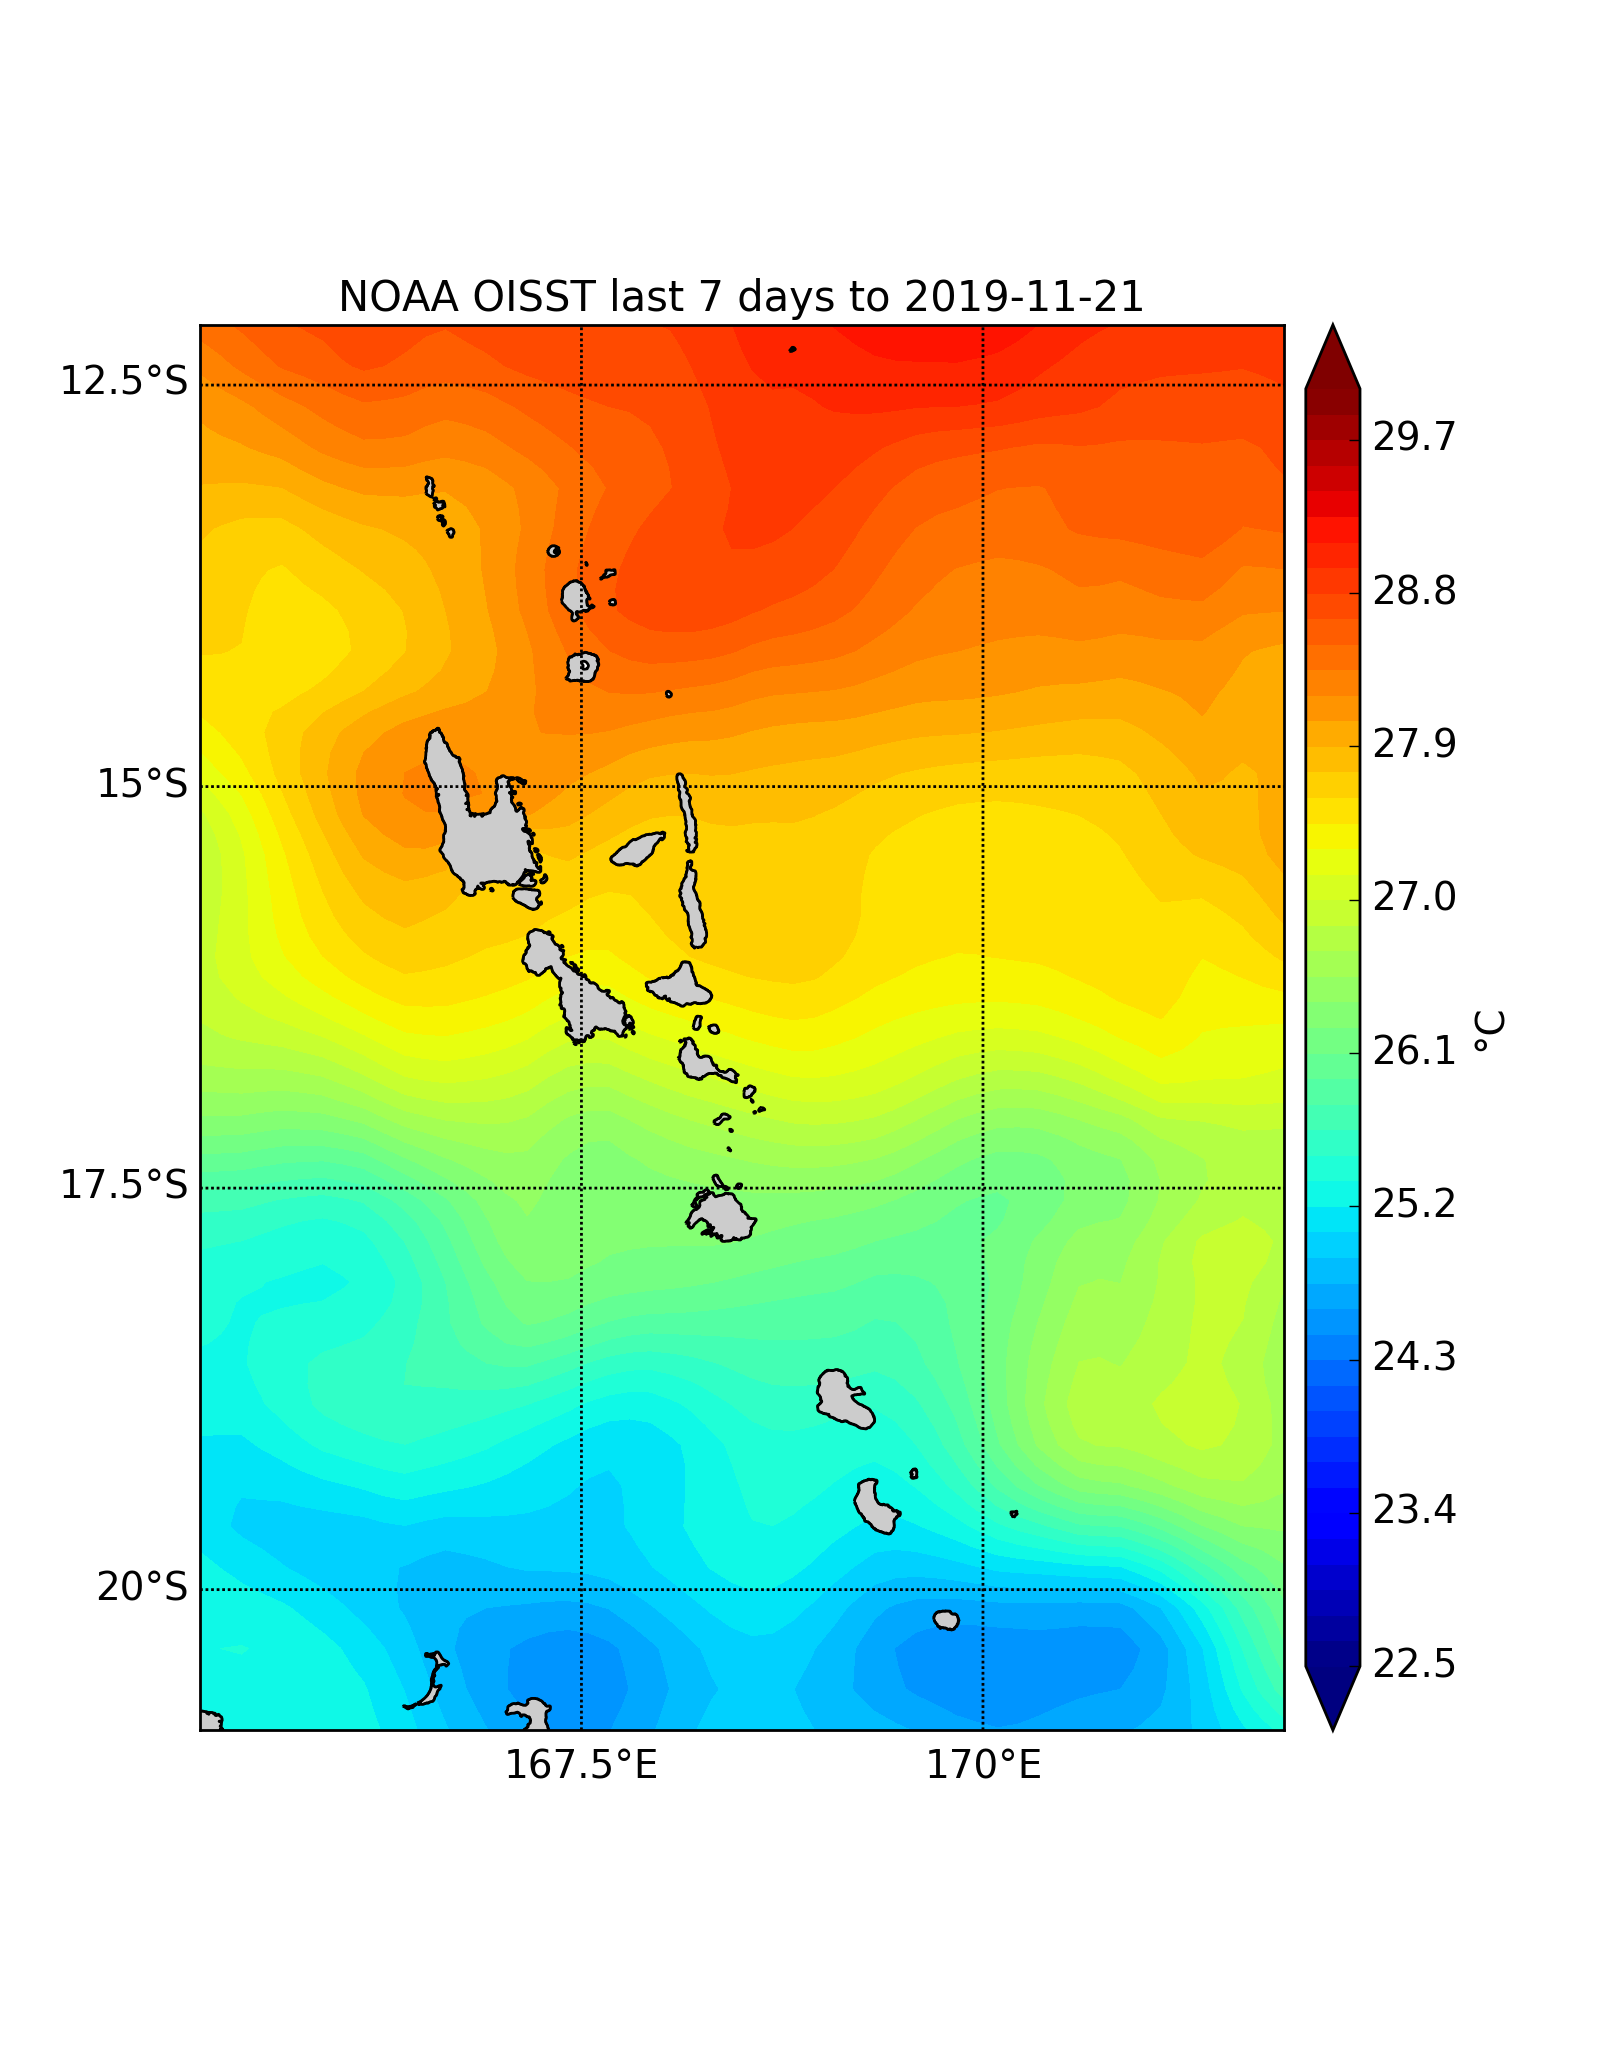 NOAA OISST last 7 days to 2019-11-21
12.5°S
15°S
17.5°S
20°S
167.5°E
170°E
29.7
28.8
27.9
27.0
26.1
25.2
24.3
23.4
22.5
°C